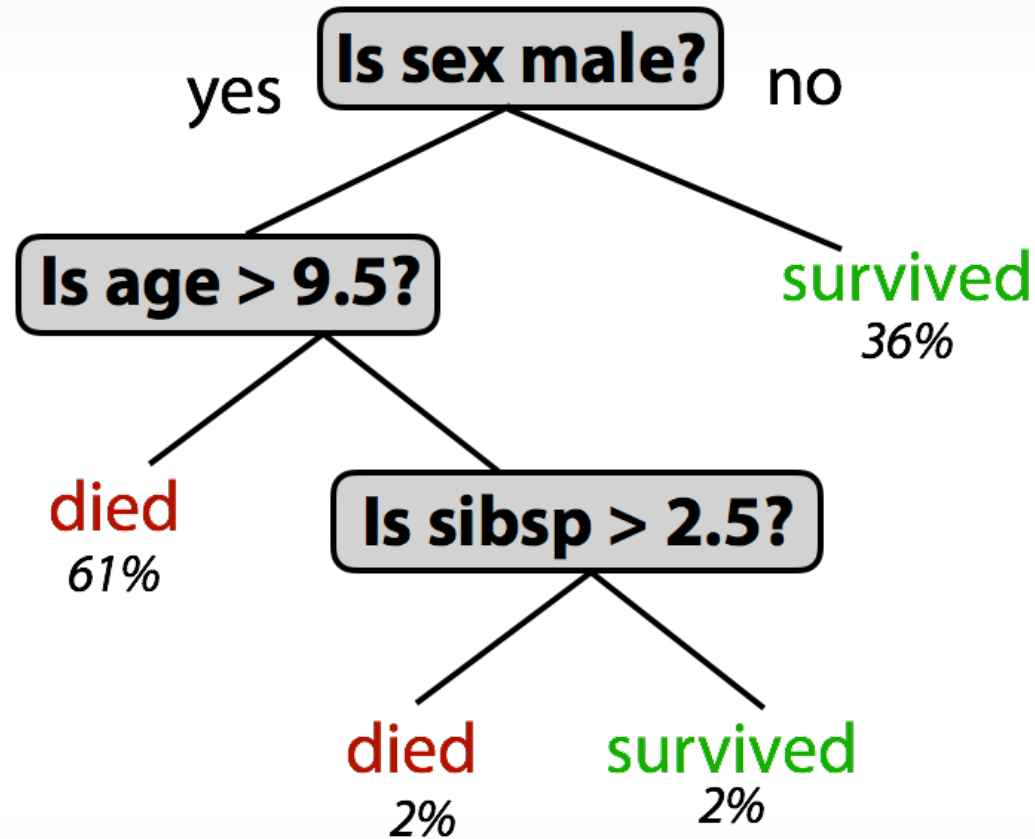 Is sex male?
yes
no
Is age > 9.5?
survived
36%
died
61%
Is sibsp > 2.5?
died
2%
survived
2%